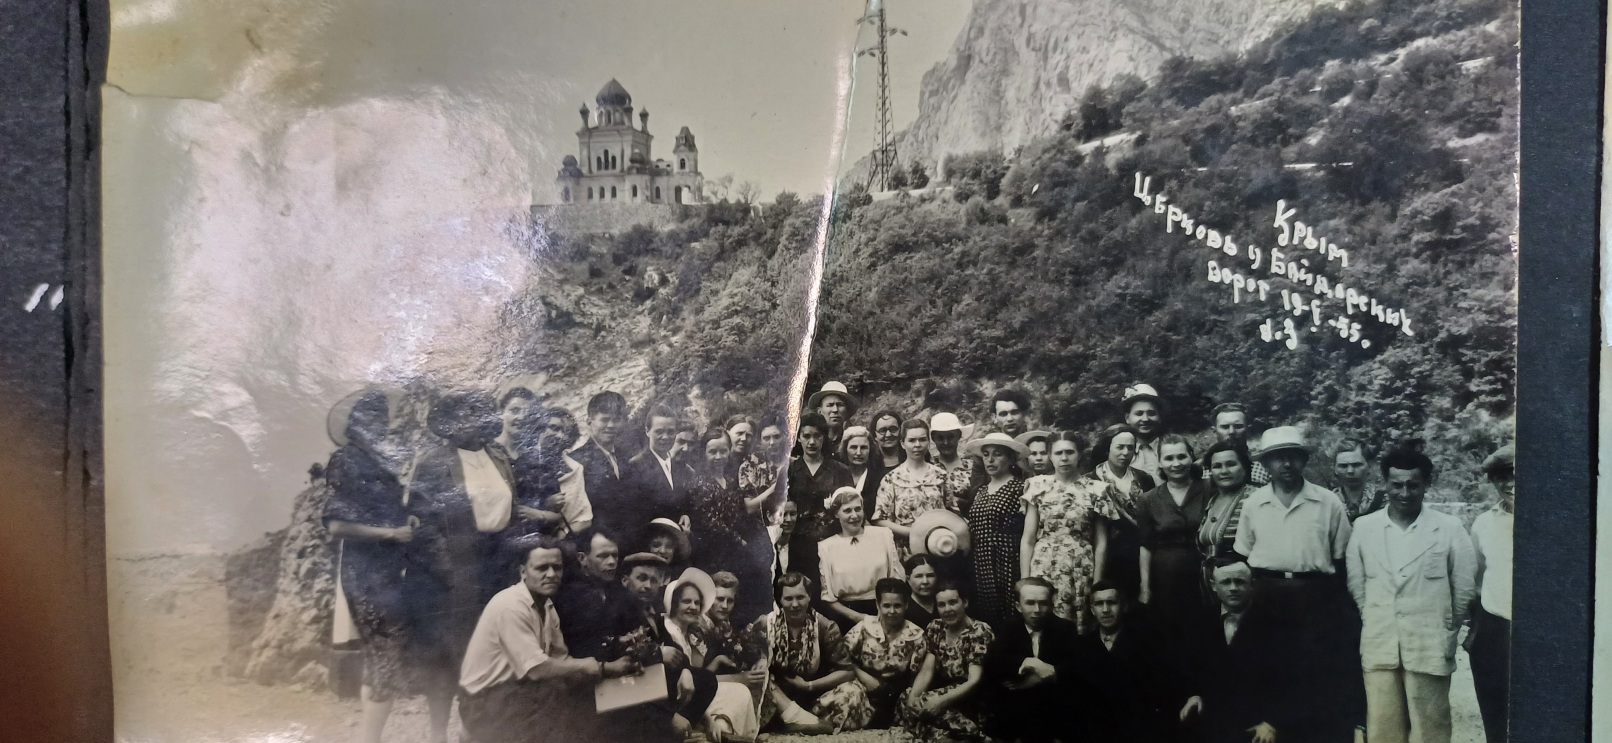 Крым
Церковь у Байдарских
ворот 19-V-55.